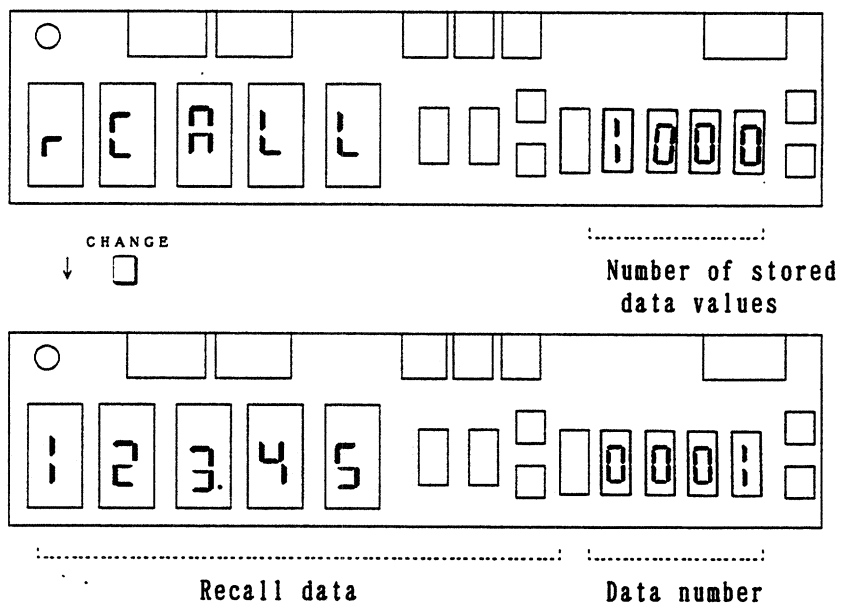 rCALL 1000
CHANGE
↓
Number of stored
data values
123.45 0001
Recall data
Data number